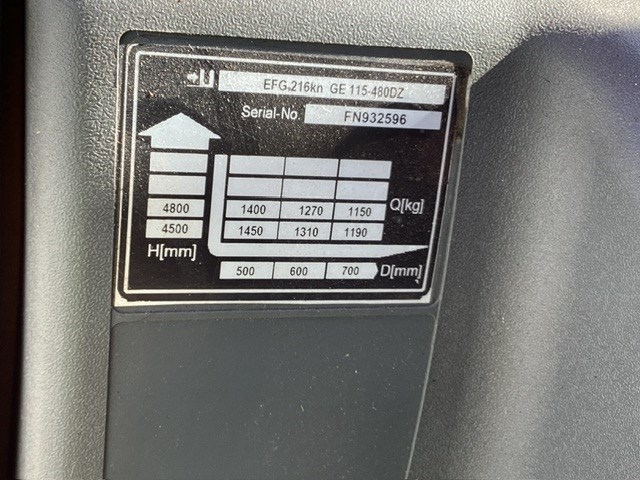 EFG-216kn GE 115-480DZ
Serial-No. FN932596
4800 1400 1270 1150 Q[kg]
4500 1450 1310 1190
H[mm] 500 600 700 D[mm]